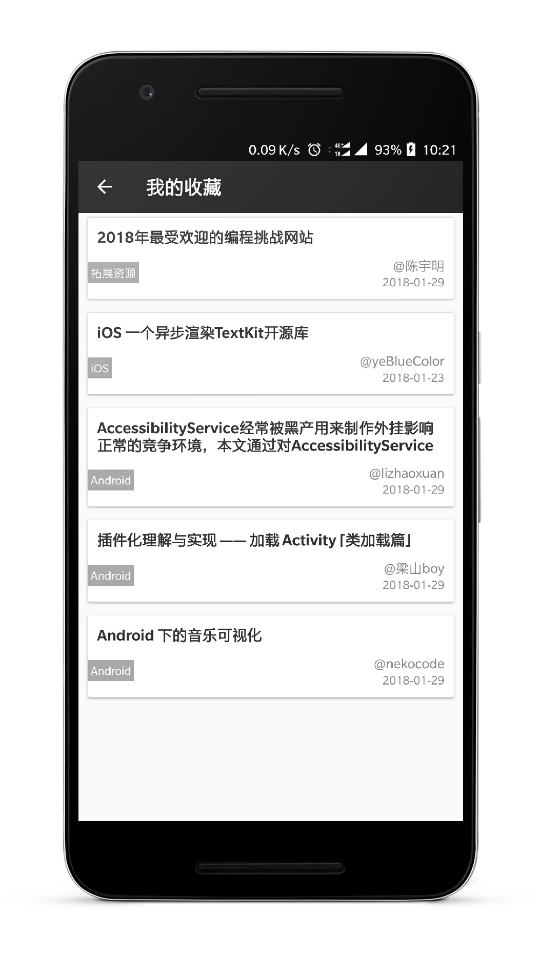 0.09 K/s 93% 10:21
我的收藏
2018年最受欢迎的编程挑战网站
@陈宇明
拓展资源
2018-01-29
iOS 一个异步渲染TextKit开源库
@yeBlueColor
iOS
2018-01-23
AccessibilityService经常被黑产用来制作外挂影响
正常的竞争环境，本文通过对AccessibilityService
@lizhaoxuan
Android
2018-01-29
插件化理解与实现 —— 加载 Activity「类加载篇」
@梁山boy
Android
2018-01-29
Android 下的音乐可视化
@nekocode
Android
2018-01-29